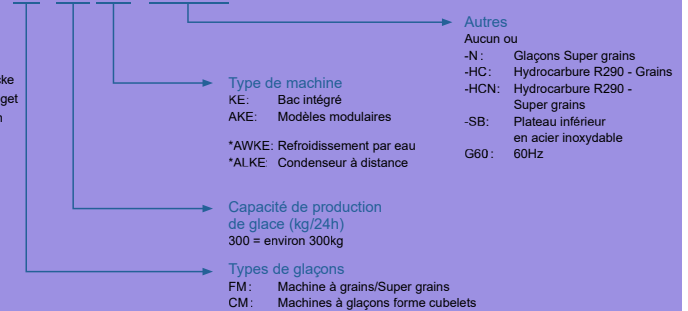 Autres
Aucun ou
-N : Glaçons Super grains
-HC: Hydrocarbure R290 - Grains
-HCN: Hydrocarbure R290 -
Super grains
-SB: Plateau inférieur
en acier inoxydable
G60 : 60Hz
cke
get
Type de machine
KE: Bac intégré
AKE: Modèles modulaires
*AWKE: Refroidissement par eau
*ALKE: Condenseur à distance
Capacité de production
de glace (kg/24h)
300 = environ 300kg
Types de glaçons
FM : Machine à grains/Super grains
CM : Machines à glaçons forme cubelets